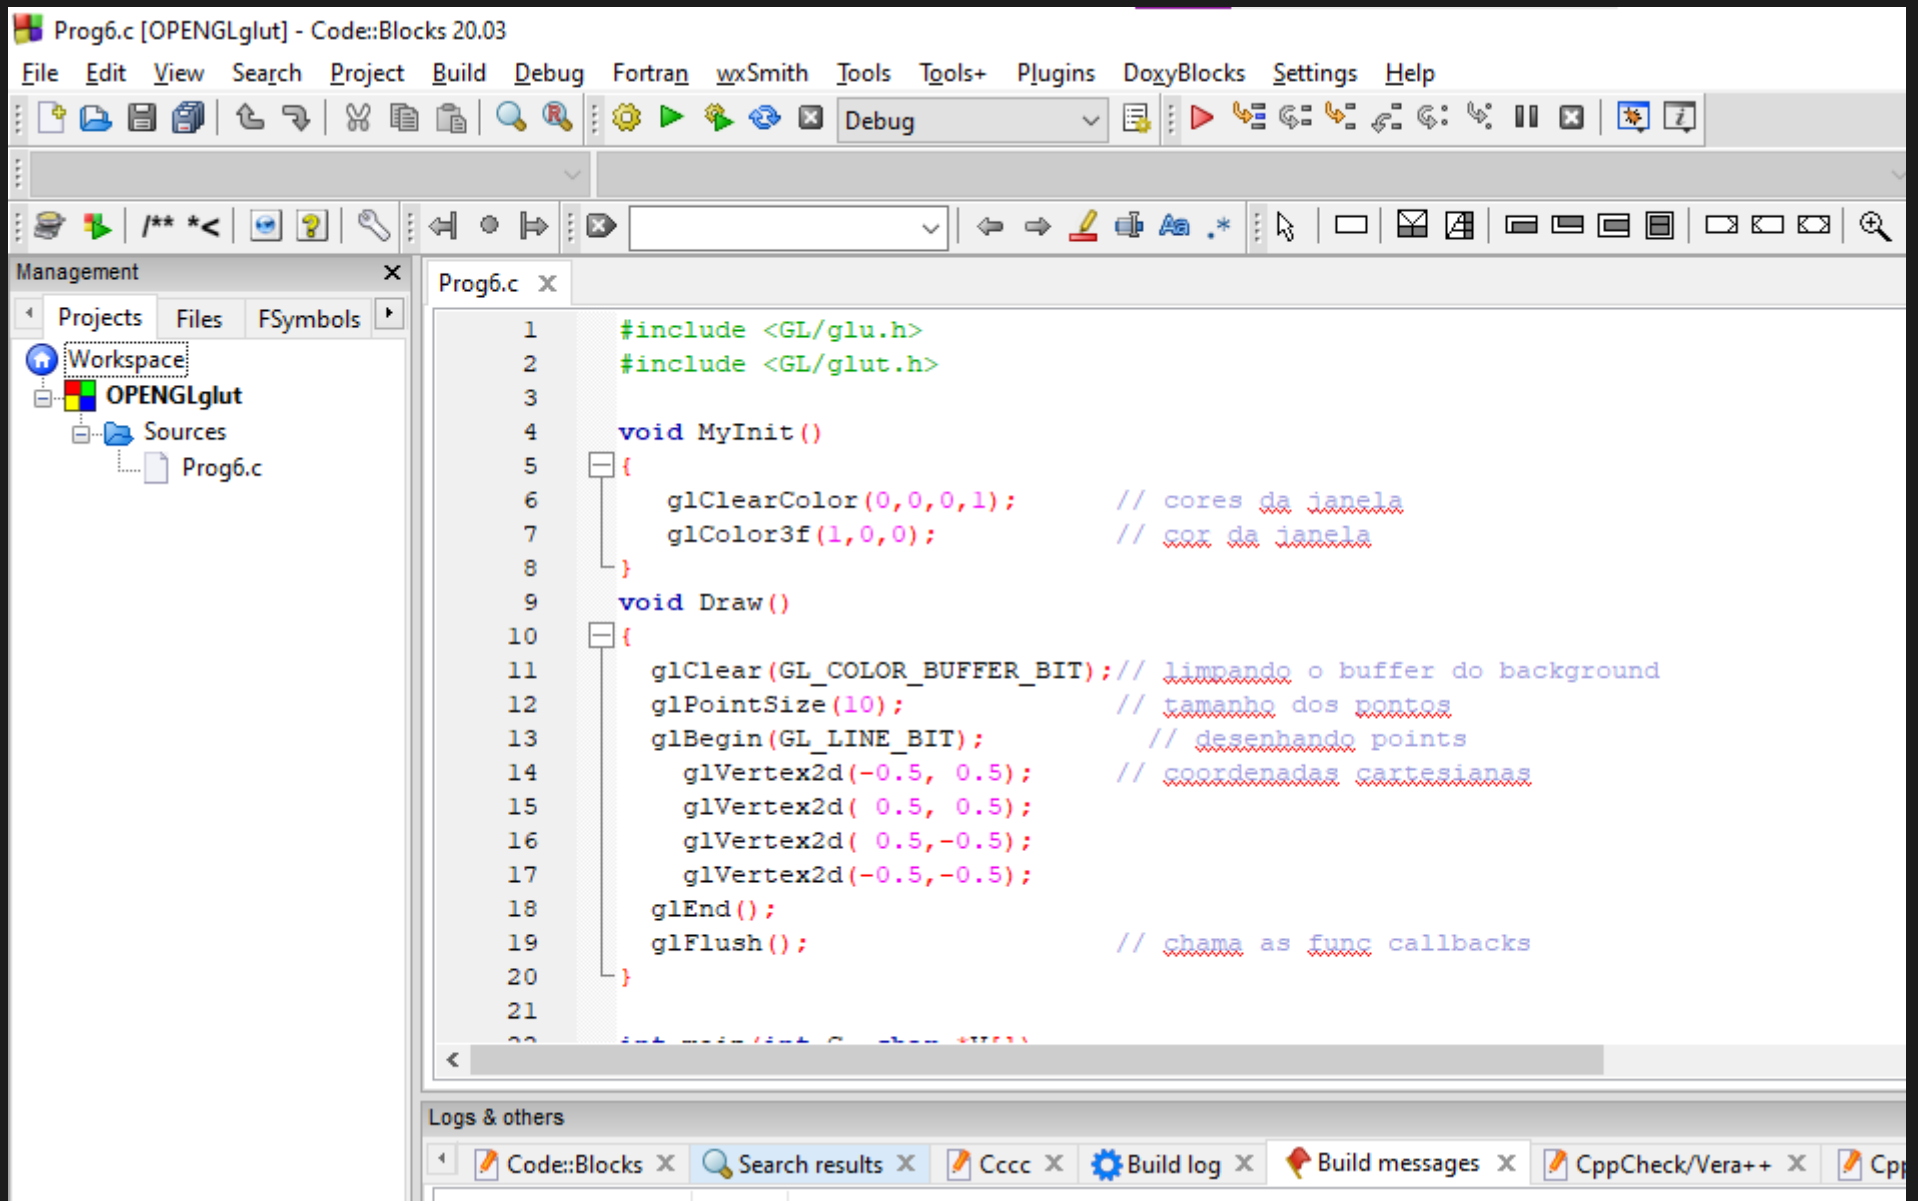 Prog6.c [OPENGLglut] - Code::Blocks 20.03
File Edit View Search Project Build Debug Fortran wxSmith Tools Tools+ Plugins DoxyBlocks Settings Help
Debug
/** *<
Management
Projects Files FSymbols
Workspace
OPENGLglut
Sources
Prog6.c
Prog6.c
1 #include <GL/glu.h>
2 #include <GL/glut.h>
3
4 void MyInit()
5 {
6 glClearColor(0,0,0,1); // cores da janela
7 glColor3f(1,0,0); // cor da janela
8 }
9 void Draw()
10 {
11 glClear(GL_COLOR_BUFFER_BIT);// limpando o buffer do background
12 glPointSize(10); // tamanho dos pontos
13 glBegin(GL_LINE_BIT); // desenhando points
14 glVertex2d(-0.5, 0.5); // coordenadas cartesianas
15 glVertex2d( 0.5, 0.5);
16 glVertex2d( 0.5,-0.5);
17 glVertex2d(-0.5,-0.5);
18 glEnd();
19 glFlush(); // chama as func callbacks
20 }
21
Logs & others
Code::Blocks Search results Cccc Build log Build messages CppCheck/Vera++